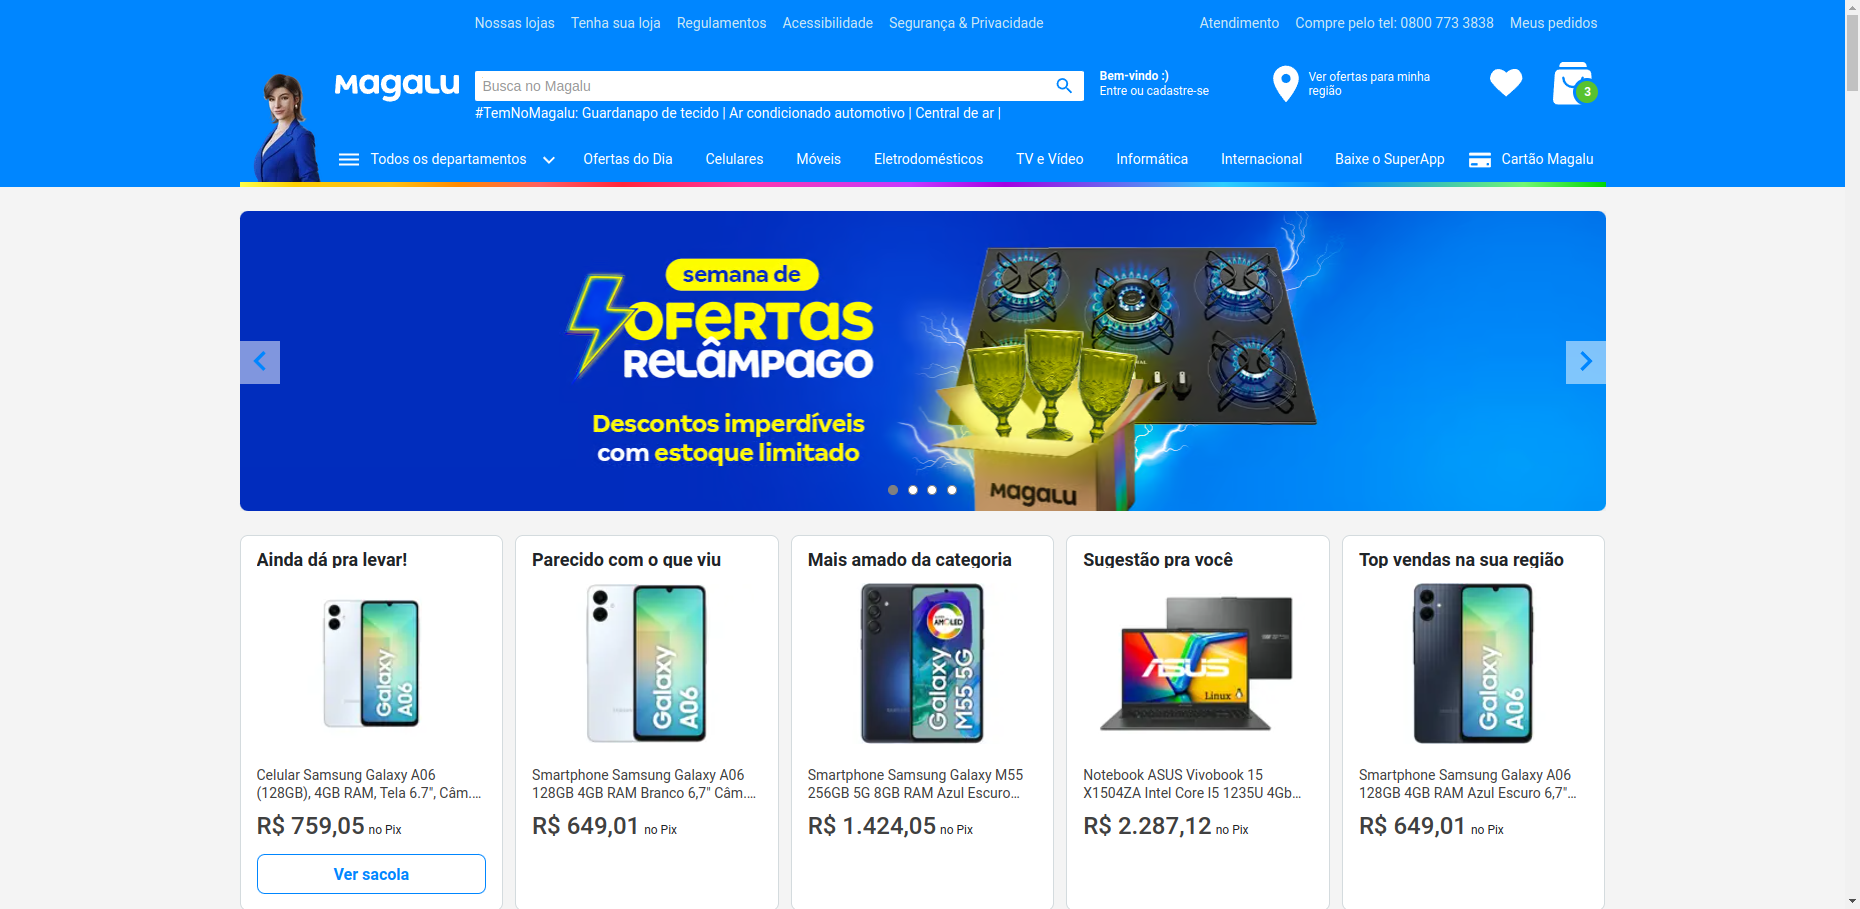 Nossas lojas Tenha sua loja Regulamentos Acessibilidade Segurança & Privacidade Atendimento Compre pelo tel: 0800 773 3838 Meus pedidos
Magalu Busca no Magalu
Bem-vindo :)
Entre ou cadastre-se
Ver ofertas para minha
região
3
#TemNoMagalu: Guardanapo de tecido | Ar condicionado automotivo | Central de ar |
Todos os departamentos Ofertas do Dia Celulares Móveis Eletrodomésticos TV e Vídeo Informática Internacional Baixe o SuperApp Cartão Magalu
semana de
OFERTAS
RELÂMPAGO
Descontos imperdíveis
com estoque limitado
Magalu
Ainda dá pra levar!
Galaxy
A06
Celular Samsung Galaxy A06
(128GB), 4GB RAM, Tela 6.7", Câm....
R$ 759,05 no Pix
Ver sacola
Parecido com o que viu
Galaxy
A06
Smartphone Samsung Galaxy A06
128GB 4GB RAM Branco 6,7" Câm....
R$ 649,01 no Pix
Mais amado da categoria
AMOLED
Galaxy
M55 5G
Smartphone Samsung Galaxy M55
256GB 5G 8GB RAM Azul Escuro...
R$ 1.424,05 no Pix
Sugestão pra você
ASUS
Linux
Notebook ASUS Vivobook 15
X1504ZA Intel Core I5 1235U 4Gb...
R$ 2.287,12 no Pix
Top vendas na sua região
Galaxy
A06
Smartphone Samsung Galaxy A06
128GB 4GB RAM Azul Escuro 6,7"...
R$ 649,01 no Pix